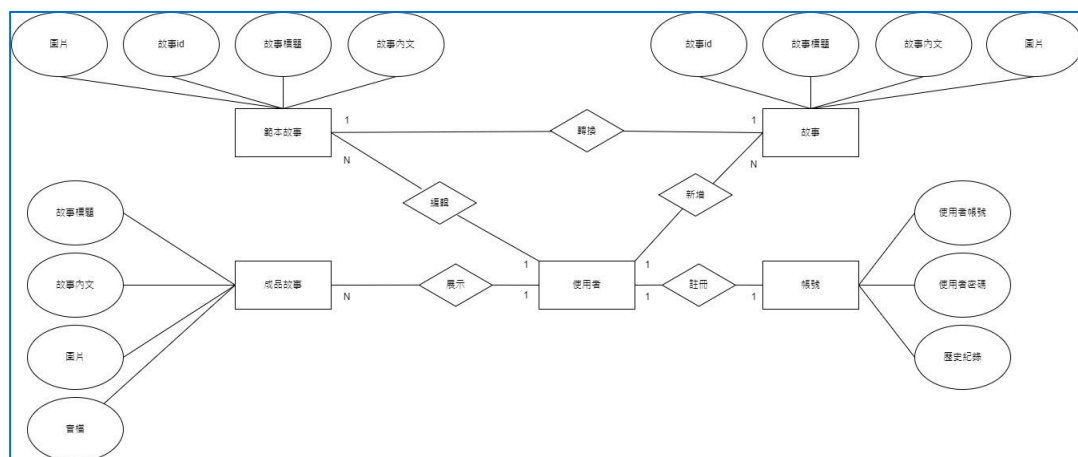 圖片
故事id
故事標題
故事內文
故事id
故事標題
故事內文
圖片
範本故事
1
轉換
1
故事
N
N
編輯
新增
故事標題
使用者帳號
成品故事
N
展示
1
1
使用者
1
1
註冊
1
帳號
故事內文
使用者密碼
圖片
歷史紀錄
音檔